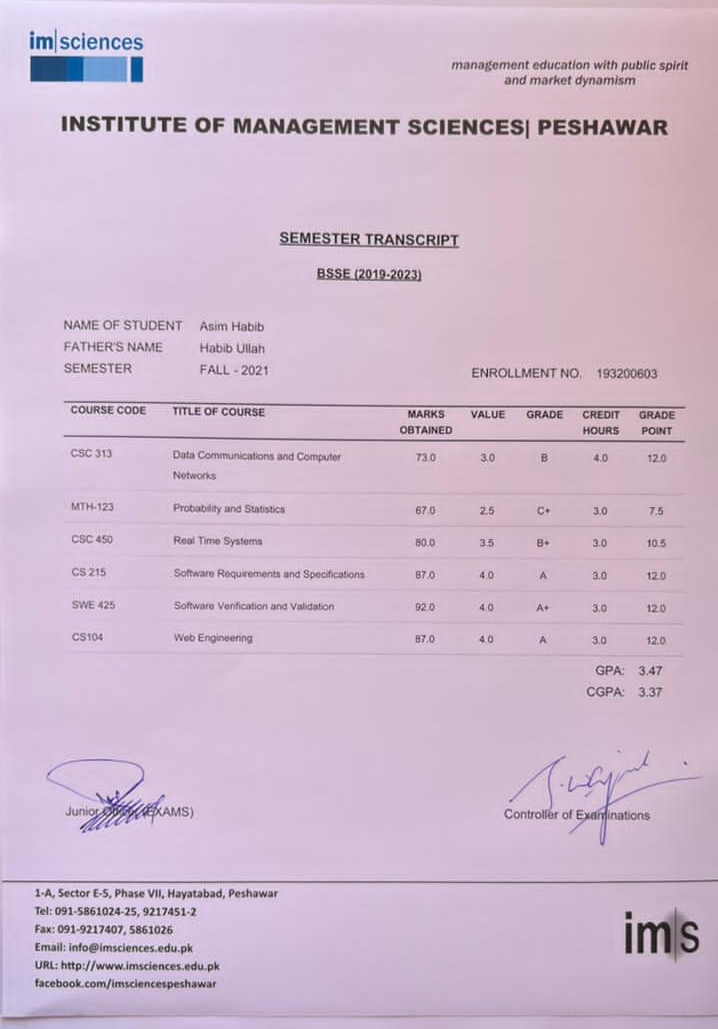 im|sciences
management education with public spirit
and market dynamism
INSTITUTE OF MANAGEMENT SCIENCES| PESHAWAR
SEMESTER TRANSCRIPT
BSSE (2019-2023)
NAME OF STUDENT Asim Habib
FATHER'S NAME Habib Ullah
SEMESTER FALL - 2021
ENROLLMENT NO. 193200603
COURSE CODE TITLE OF COURSE MARKS OBTAINED VALUE GRADE CREDIT HOURS GRADE POINT
CSC 313 Data Communications and Computer Networks 73.0 3.0 B 4.0 12.0
MTH-123 Probability and Statistics 67.0 2.5 C+ 3.0 7.5
CSC 450 Real Time Systems 80.0 3.5 B+ 3.0 10.5
CS 215 Software Requirements and Specifications 87.0 4.0 A 3.0 12.0
SWE 425 Software Verification and Validation 92.0 4.0 A+ 3.0 12.0
CS104 Web Engineering 87.0 4.0 A 3.0 12.0
GPA: 3.47
CGPA: 3.37
Junior (EXAMS)
Controller of Examinations
1-A, Sector E-5, Phase VII, Hayatabad, Peshawar
Tel: 091-5861024-25, 9217451-2
Fax: 091-9217407, 5861026
Email: info@imsciences.edu.pk
URL: http://www.imsciences.edu.pk
facebook.com/imsciencespeshawar
im|s